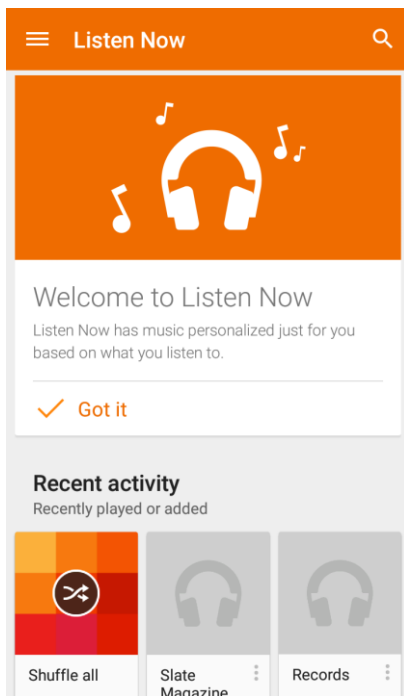 Listen Now
Welcome to Listen Now
Listen Now has music personalized just for you
based on what you listen to.
Got it
Recent activity
Recently played or added
Shuffle all
Slate
Magazine
Records